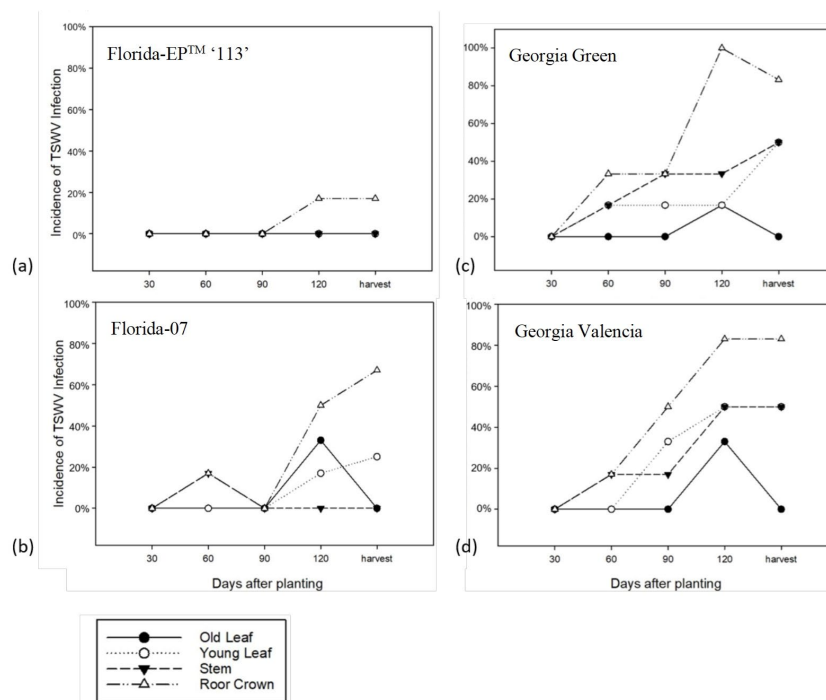 Florida-EP™ ‘113’
100%
80%
60%
40%
20%
0%
Incidence of TSWV Infection
30 60 90 120 harvest
(a)
Georgia Green
100%
80%
60%
40%
20%
0%
30 60 90 120 harvest
(c)
Florida-07
100%
80%
60%
40%
20%
0%
Incidence of TSWV Infection
30 60 90 120 harvest
Days after planting
(b)
Georgia Valencia
100%
80%
60%
40%
20%
0%
30 60 90 120 harvest
Days after planting
(d)
Old Leaf
Young Leaf
Stem
Roor Crown